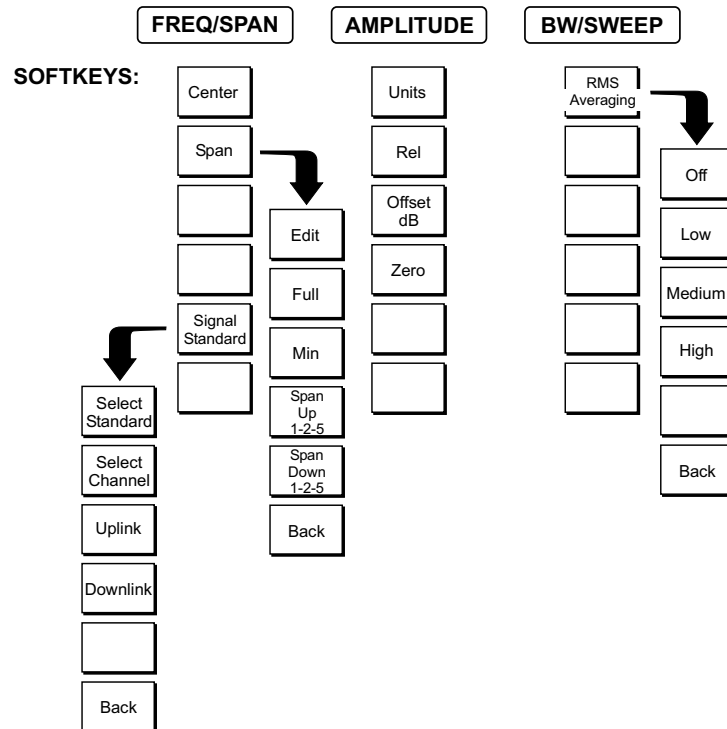 FREQ/SPAN
AMPLITUDE
BW/SWEEP
SOFTKEYS:
Center
Span
Signal
Standard
Edit
Full
Min
Span
Up
1-2-5
Span
Down
1-2-5
Back
Select
Standard
Select
Channel
Uplink
Downlink
Back
Units
Rel
Offset
dB
Zero
RMS
Averaging
Off
Low
Medium
High
Back